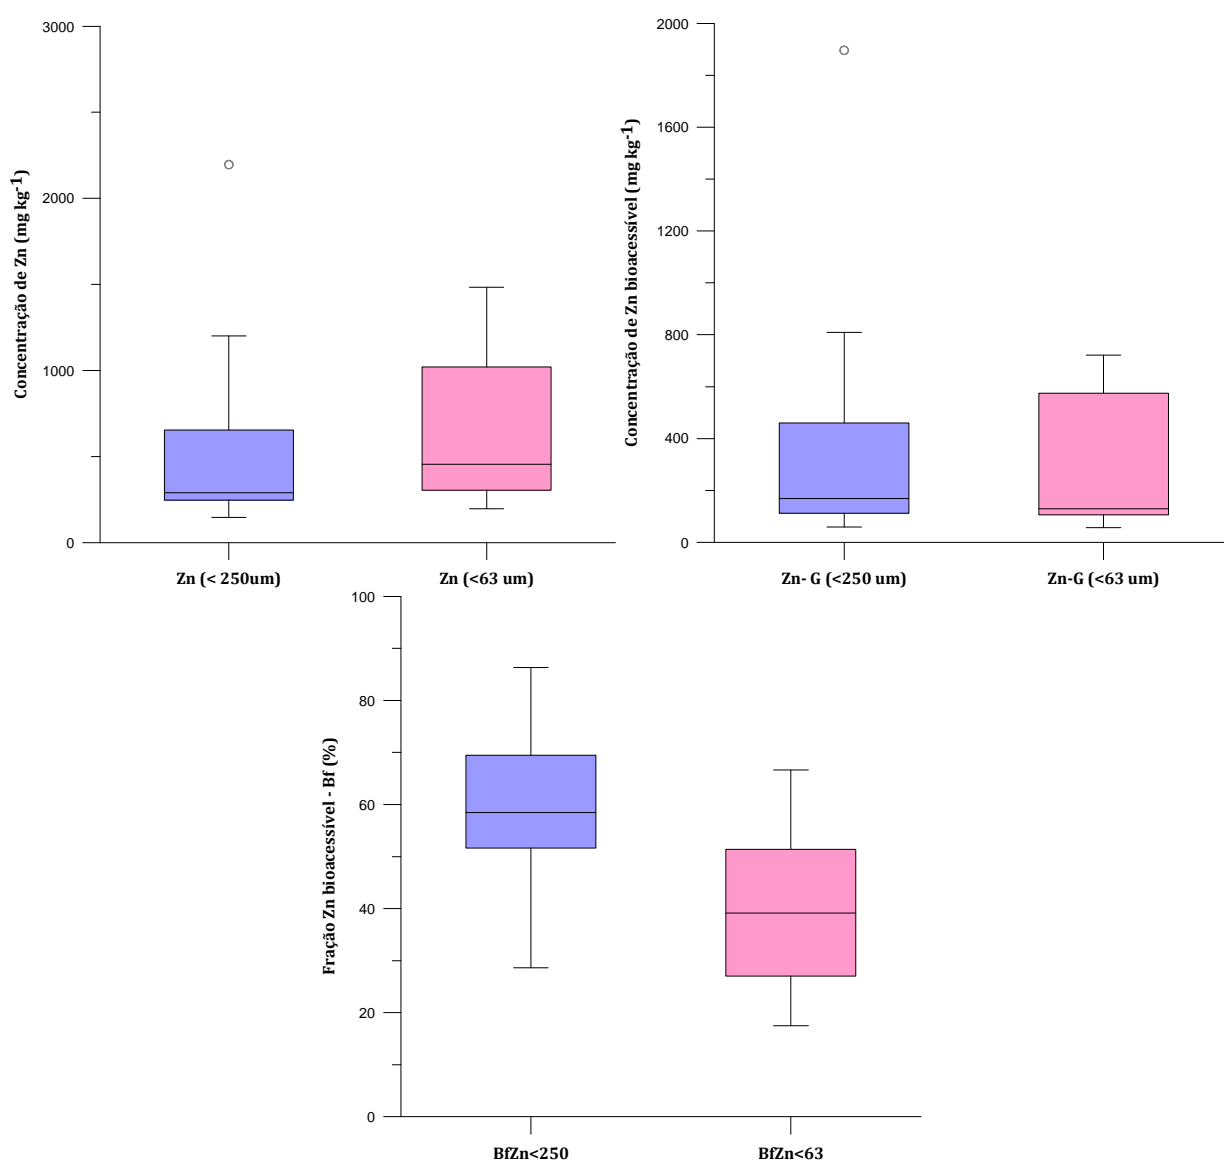 Concentração de Zn (mg kg-1)
3000
2000
1000
0
Zn (< 250um)
Zn (<63 um)
Concentração de Zn bioacessível (mg kg-1)
2000
1600
1200
800
400
0
Zn- G (<250 um)
Zn-G (<63 um)
Fração Zn bioacessível - Bf (%)
100
80
60
40
20
0
BfZn<250
BfZn<63